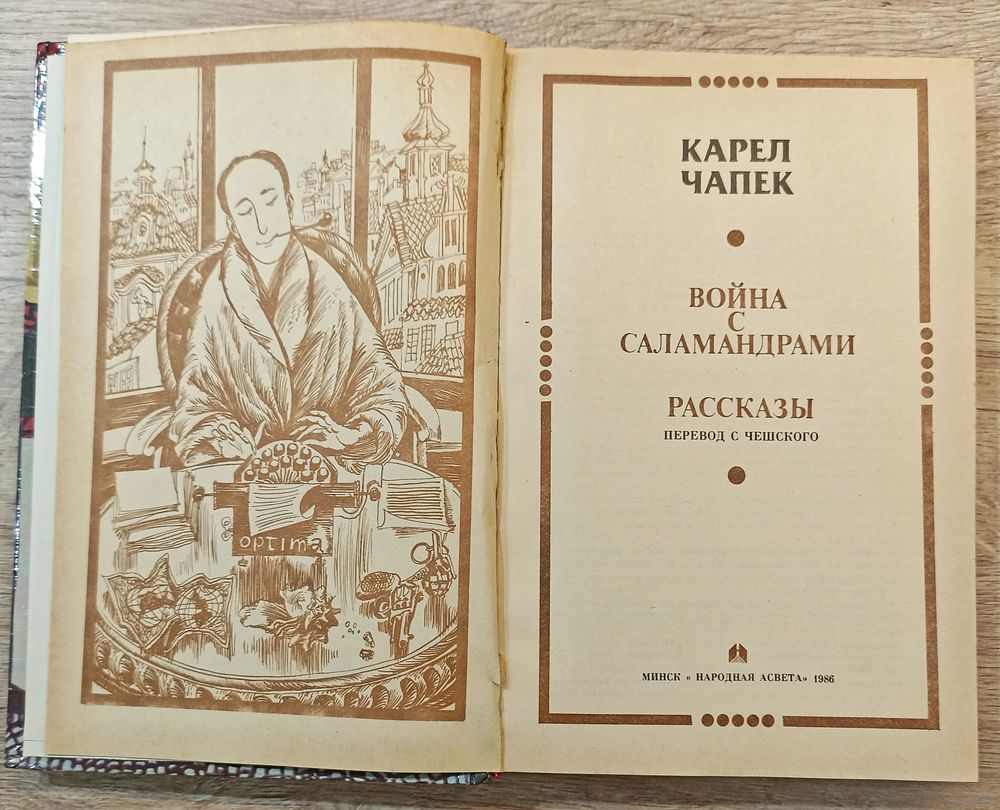 optima
КАРЕЛ
ЧАПЕК
ВОЙНА
С
САЛАМАНДРАМИ
РАССКАЗЫ
ПЕРЕВОД С ЧЕШСКОГО
МИНСК « НАРОДНАЯ АСВЕТА» 1986